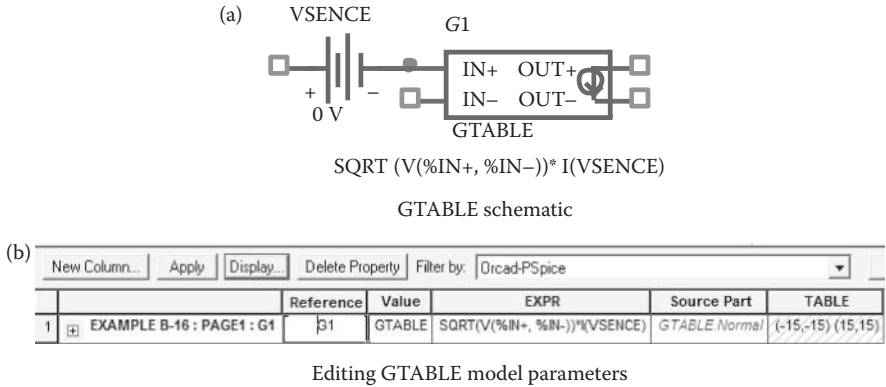 (a)
VSENCE
G1
IN+ OUT+
IN− OUT−
+ −
0 V
GTABLE
SQRT (V(%IN+, %IN−))* I(VSENCE)
GTABLE schematic
(b)
New Column... Apply Display... Delete Property Filter by: Orcad-PSpice
Reference Value EXPR Source Part TABLE
1 + EXAMPLE B-16 : PAGE1 : G1 G1 GTABLE SQRT(V(%IN+, %IN-))*I(VSENCE) GTABLE.Normal (-15,-15) (15,15)
Editing GTABLE model parameters